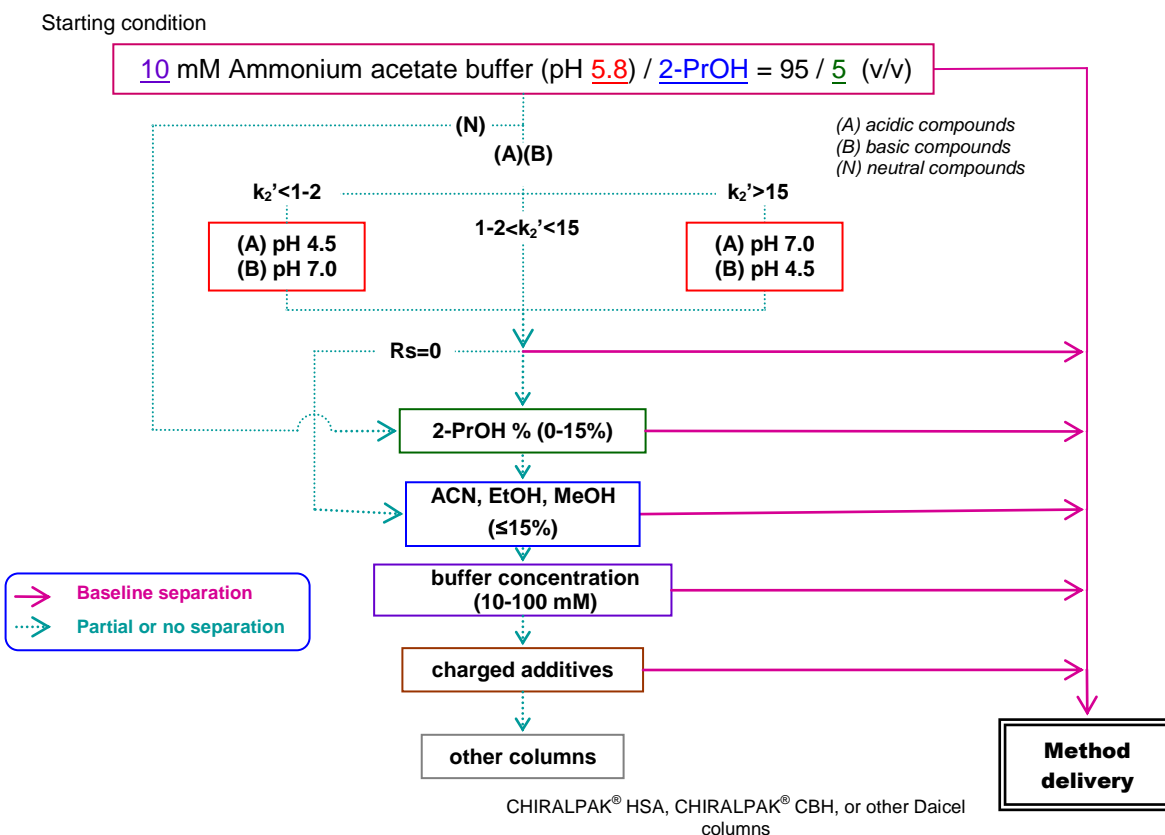 Starting condition
10 mM Ammonium acetate buffer (pH 5.8) / 2-PrOH = 95 / 5 (v/v)
(N)
(A)(B)
(A) acidic compounds
(B) basic compounds
(N) neutral compounds
k₂'<1-2
1-2<k₂'<15
k₂'>15
(A) pH 4.5
(B) pH 7.0
(A) pH 7.0
(B) pH 4.5
Rs=0
2-PrOH % (0-15%)
ACN, EtOH, MeOH
(≤15%)
buffer concentration
(10-100 mM)
Baseline separation
Partial or no separation
charged additives
other columns
Method
delivery
CHIRALPAK® HSA, CHIRALPAK® CBH, or other Daicel
columns